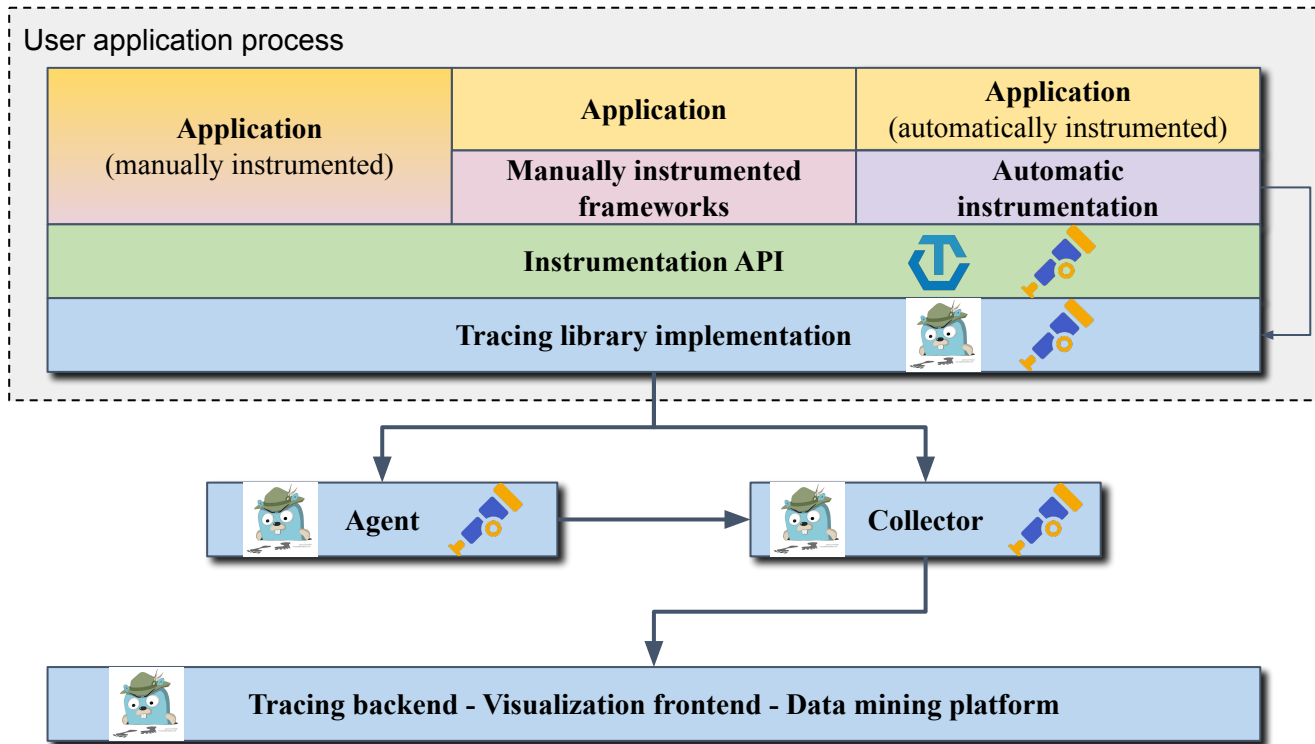 User application process
Application
(manually instrumented)
Application
Application
(automatically instrumented)
Manually instrumented
frameworks
Automatic
instrumentation
Instrumentation API
Tracing library implementation
Agent
Collector
Tracing backend - Visualization frontend - Data mining platform